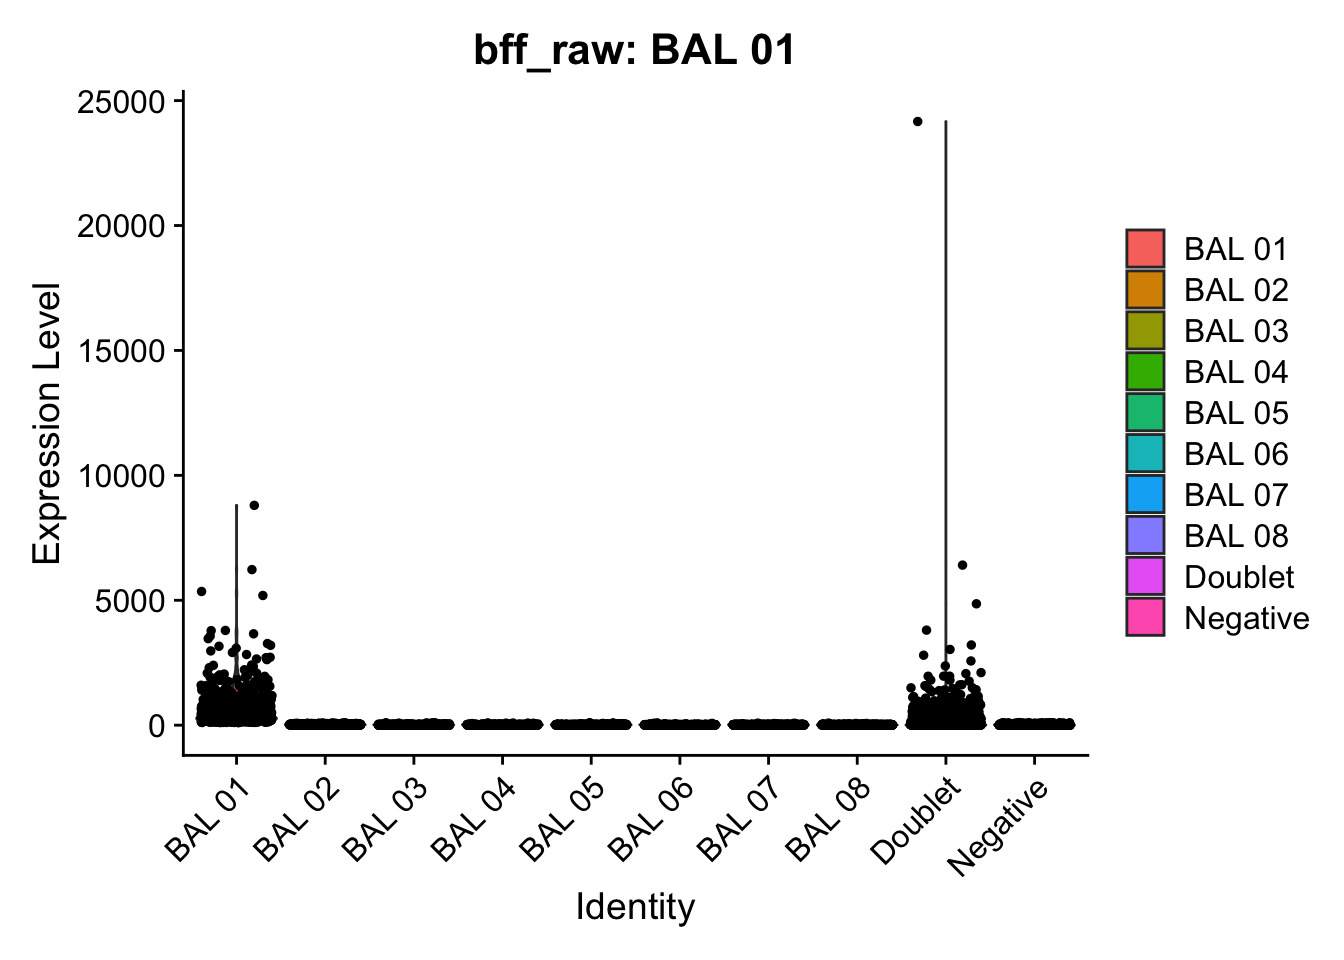 bff_raw: BAL 01
Expression Level
25000
20000
15000
10000
5000
0
BAL 01
BAL 02
BAL 03
BAL 04
BAL 05
BAL 06
BAL 07
BAL 08
Doublet
Negative
Identity
BAL 01
BAL 02
BAL 03
BAL 04
BAL 05
BAL 06
BAL 07
BAL 08
Doublet
Negative